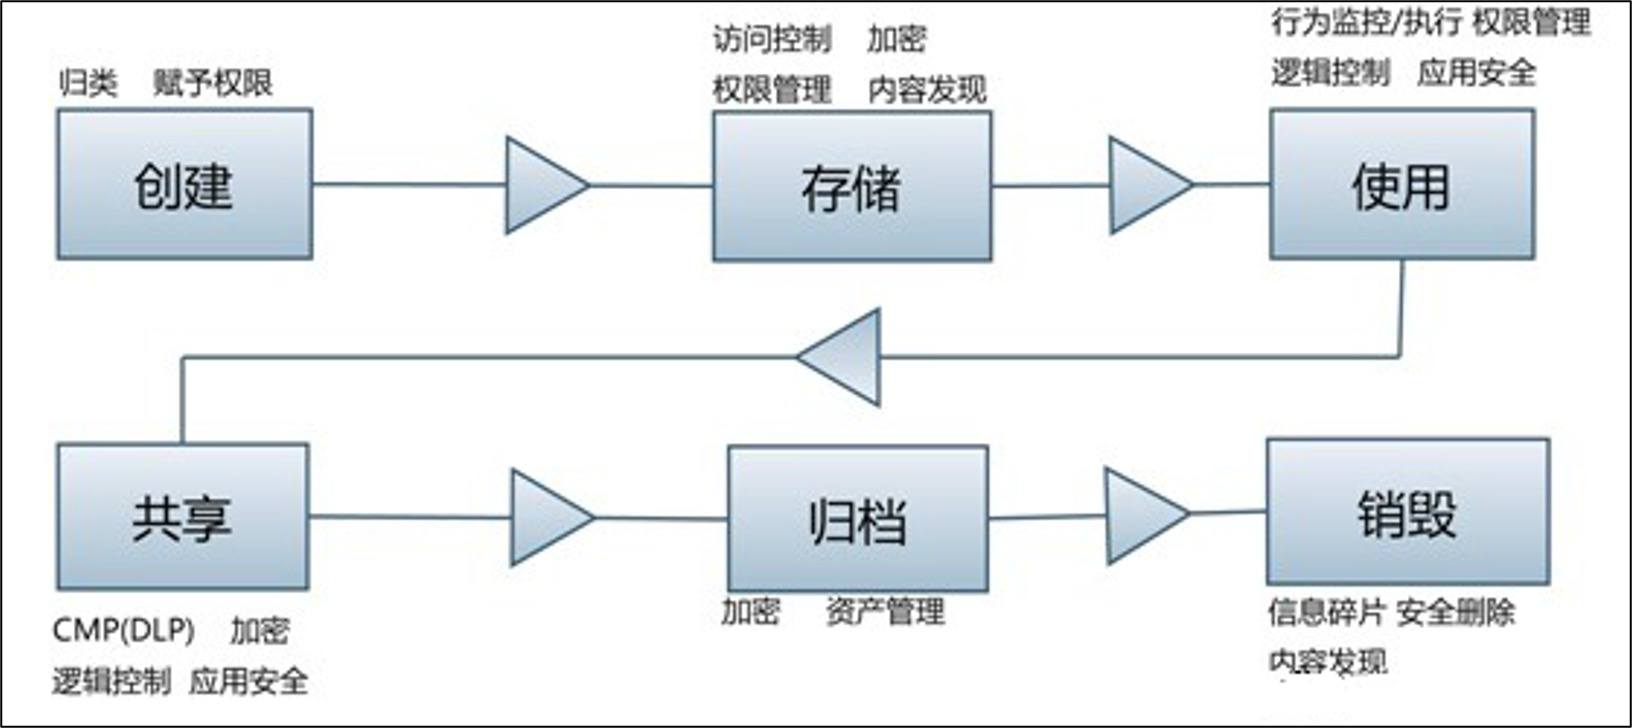 归类 赋予权限
创建
访问控制 加密
权限管理 内容发现
存储
行为监控/执行 权限管理
逻辑控制 应用安全
使用
共享
CMP(DLP) 加密
逻辑控制 应用安全
归档
加密 资产管理
销毁
信息碎片 安全删除
内容发现